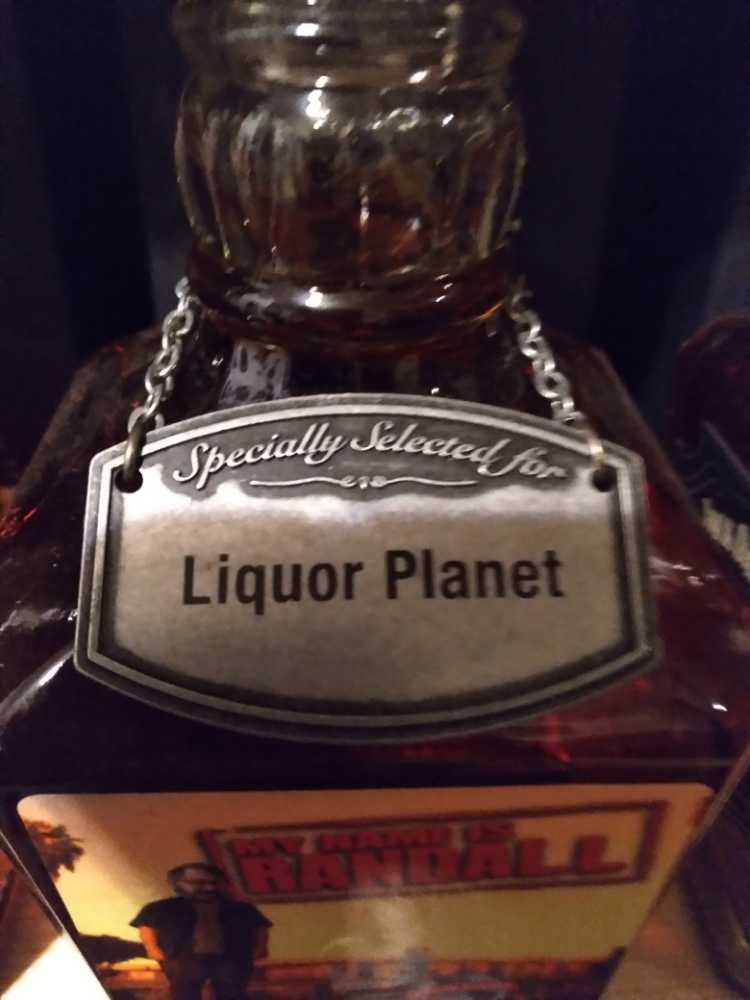 Specially Selected for
Liquor Planet
MY NAME IS
RANDALL